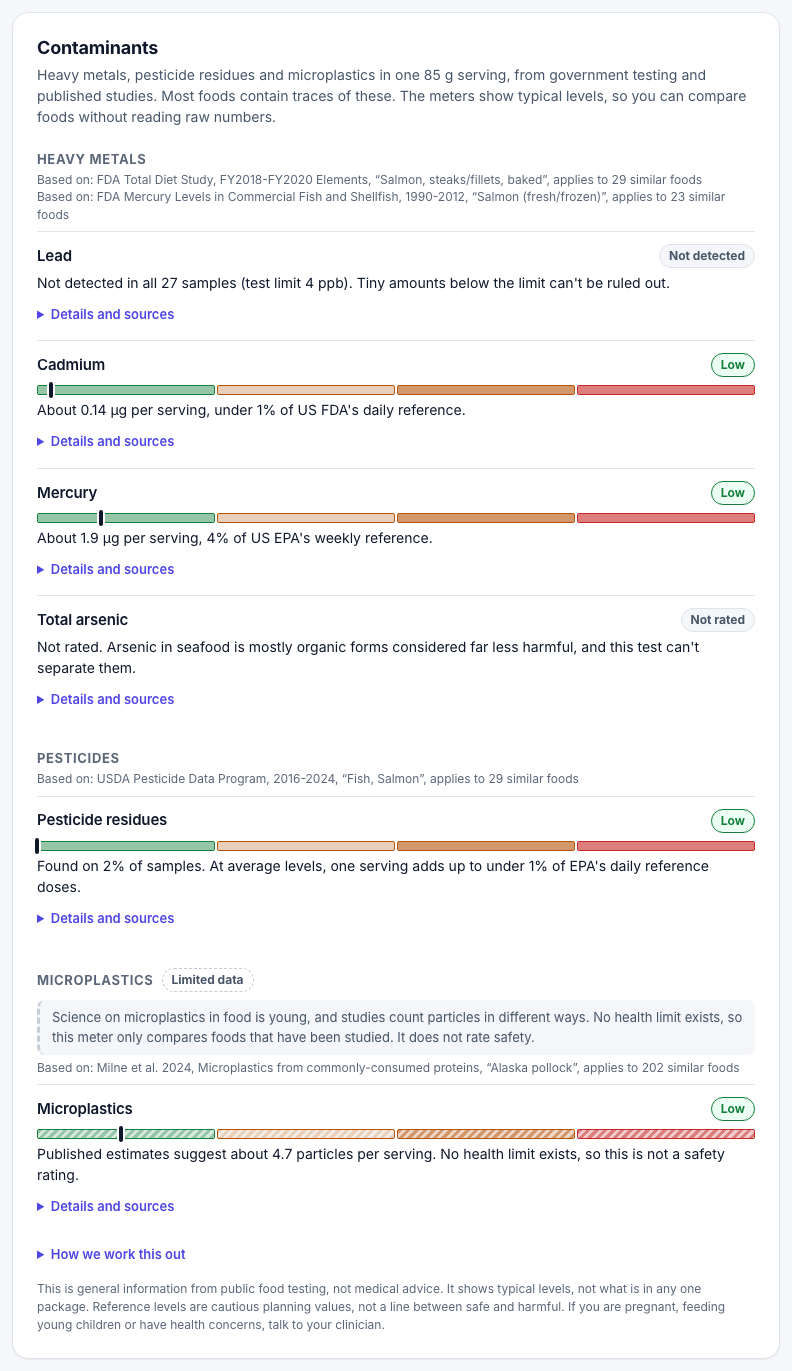 Contaminants
Heavy metals, pesticide residues and microplastics in one 85 g serving, from government testing and
published studies. Most foods contain traces of these. The meters show typical levels, so you can compare
foods without reading raw numbers.
HEAVY METALS
Based on: FDA Total Diet Study, FY2018-FY2020 Elements, “Salmon, steaks/fillets, baked”, applies to 29 similar foods
Based on: FDA Mercury Levels in Commercial Fish and Shellfish, 1990-2012, “Salmon (fresh/frozen)”, applies to 23 similar
foods
Lead
Not detected
Not detected in all 27 samples (test limit 4 ppb). Tiny amounts below the limit can't be ruled out.
Details and sources
Cadmium
Low
About 0.14 µg per serving, under 1% of US FDA's daily reference.
Details and sources
Mercury
Low
About 1.9 µg per serving, 4% of US EPA's weekly reference.
Details and sources
Total arsenic
Not rated
Not rated. Arsenic in seafood is mostly organic forms considered far less harmful, and this test can't
separate them.
Details and sources
PESTICIDES
Based on: USDA Pesticide Data Program, 2016-2024, “Fish, Salmon”, applies to 29 similar foods
Pesticide residues
Low
Found on 2% of samples. At average levels, one serving adds up to under 1% of EPA's daily reference
doses.
Details and sources
MICROPLASTICS
Limited data
Science on microplastics in food is young, and studies count particles in different ways. No health limit exists, so
this meter only compares foods that have been studied. It does not rate safety.
Based on: Milne et al. 2024, Microplastics from commonly-consumed proteins, “Alaska pollock”, applies to 202 similar foods
Microplastics
Low
Published estimates suggest about 4.7 particles per serving. No health limit exists, so this is not a safety
rating.
Details and sources
How we work this out
This is general information from public food testing, not medical advice. It shows typical levels, not what is in any one
package. Reference levels are cautious planning values, not a line between safe and harmful. If you are pregnant, feeding
young children or have health concerns, talk to your clinician.